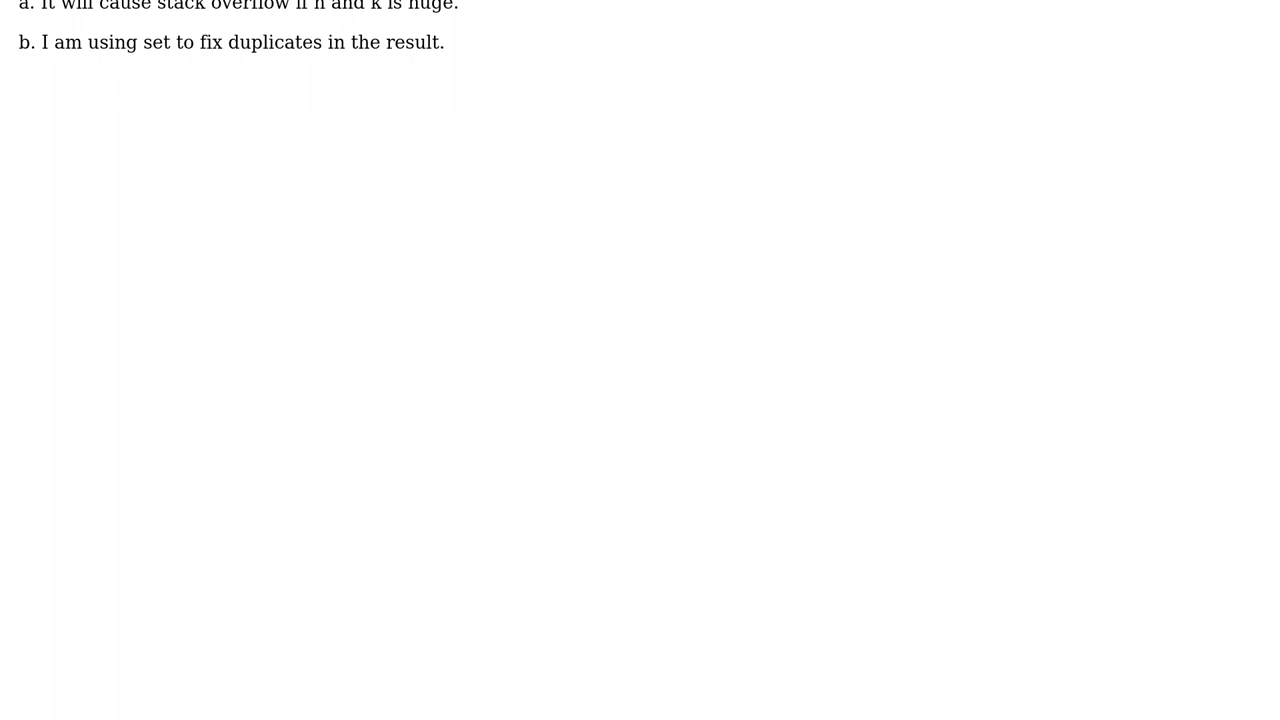 a. It will cause stack overflow if n and k is huge.
b. I am using set to fix duplicates in the result.